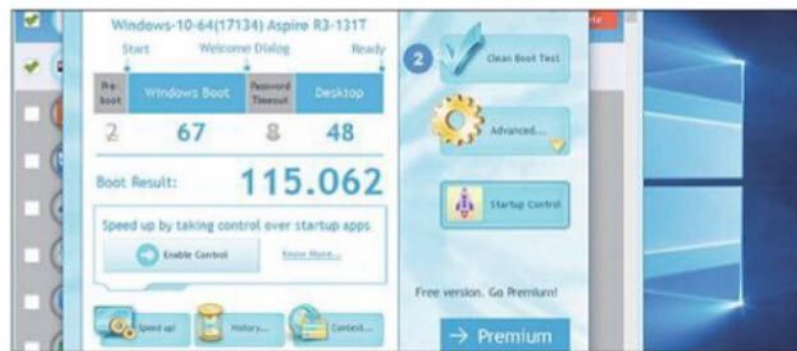 Windows-10-64(17134) Aspire R3-131T
Start Welcome Dialog Ready
Pre-boot Windows Boot Password Timeout Desktop
2 67 8 48
Boot Result: 115.062
Speed up by taking control over startup apps
Enable Control Know More...
Speed up! History... Contest...
2 Clean Boot Test
Advanced...
Startup Control
Free version. Go Premium!
→ Premium